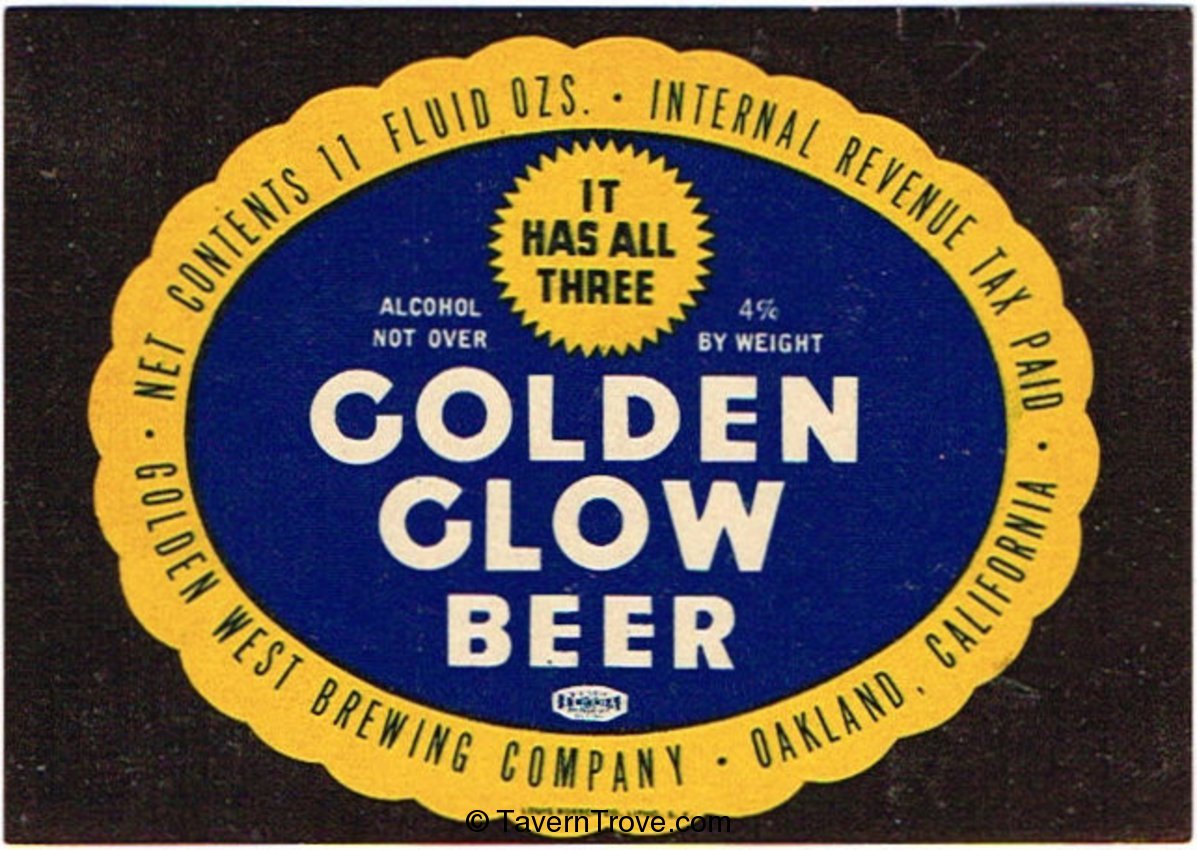 NET CONTENTS 11 FLUID OZS. · INTERNAL REVENUE TAX PAID ·
IT
HAS ALL
THREE
ALCOHOL
NOT OVER
4%
BY WEIGHT
GOLDEN
GLOW
BEER
· GOLDEN WEST BREWING COMPANY · OAKLAND, CALIFORNIA
© TavernTrove.com